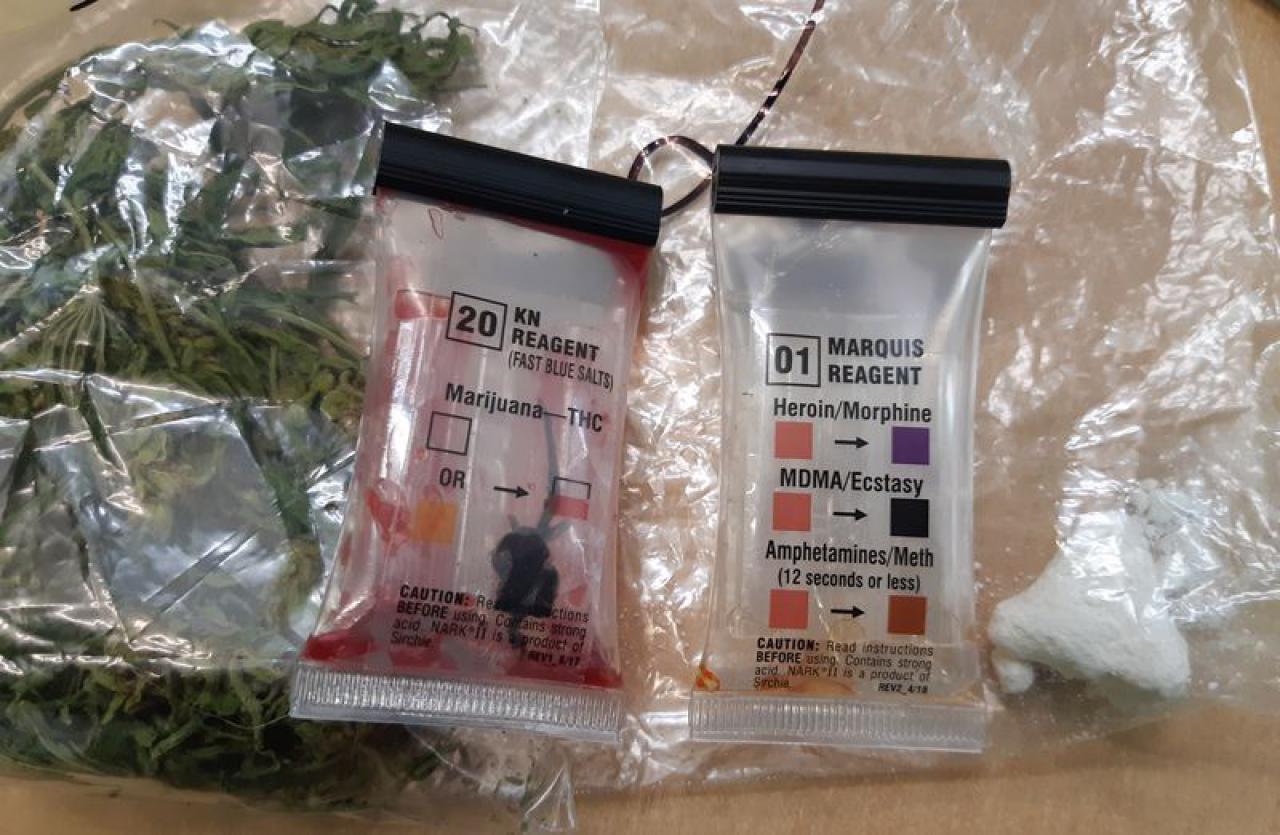 20 KN
REAGENT
(FAST BLUE SALTS)
Marijuana—THC
OR
CAUTION: Read instructions
BEFORE using. Contains strong
acid. NARK®II is a product of
Sirchie.
REV1_6/17
01 MARQUIS
REAGENT
Heroin/Morphine
MDMA/Ecstasy
Amphetamines/Meth
(12 seconds or less)
CAUTION: Read instructions
BEFORE using. Contains strong
acid. NARK®II is a product of
Sirchie.
REV2_4/18